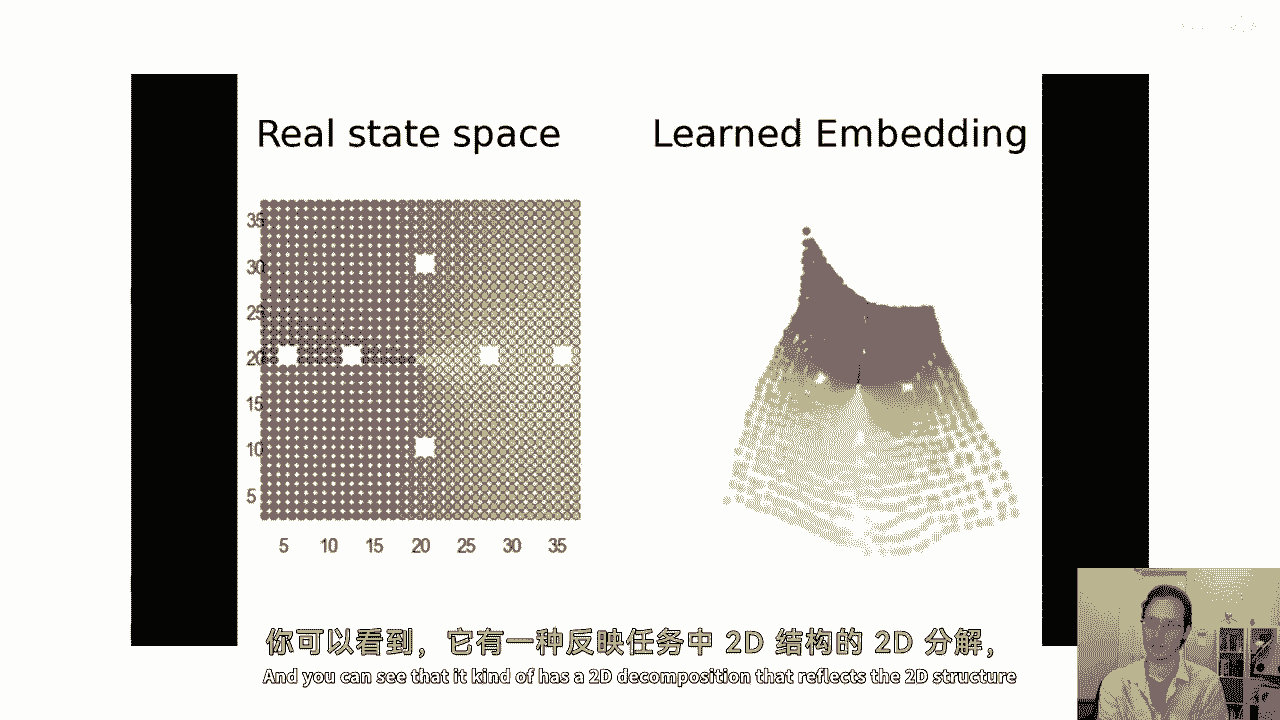 Real state space
Learned Embedding
35
30
25
20
15
10
5
5 10 15 20 25 30 35
你可以看到，它有一种反映任务中 2D 结构的 2D 分解，
And you can see that it kind of has a 2D decomposition that reflects the 2D structure